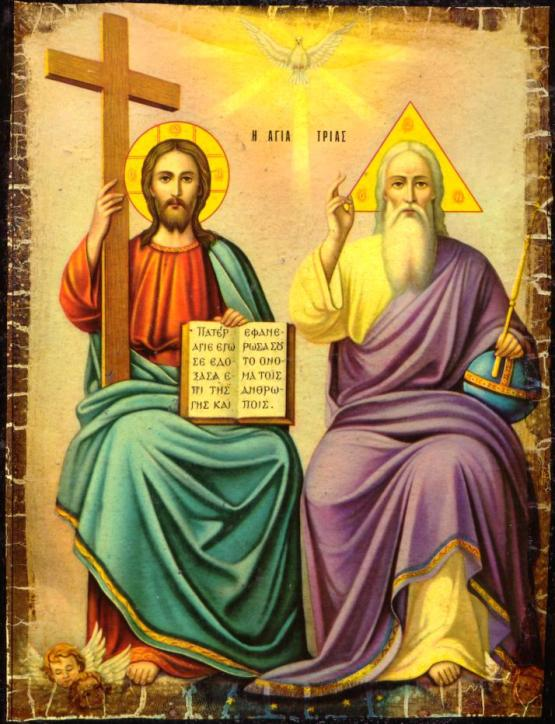 Η ΑΓΙΑ ΤΡΙΑΣ
ΠΑΤΕΡ
ΑΓΙΕ ΕΓΩ
ΣΕ ΕΔΟ-
ΞΑΣΑ Ε-
ΠΙ ΤΗΣ
ΓΗΣ ΚΑΙ
ΕΦΑΝΕ-
ΡΩΣΑ ΣΟΥ
ΤΟ ΟΝΟ-
ΜΑ ΤΟΙΣ
ΑΝΘΡΩ-
ΠΟΙΣ.